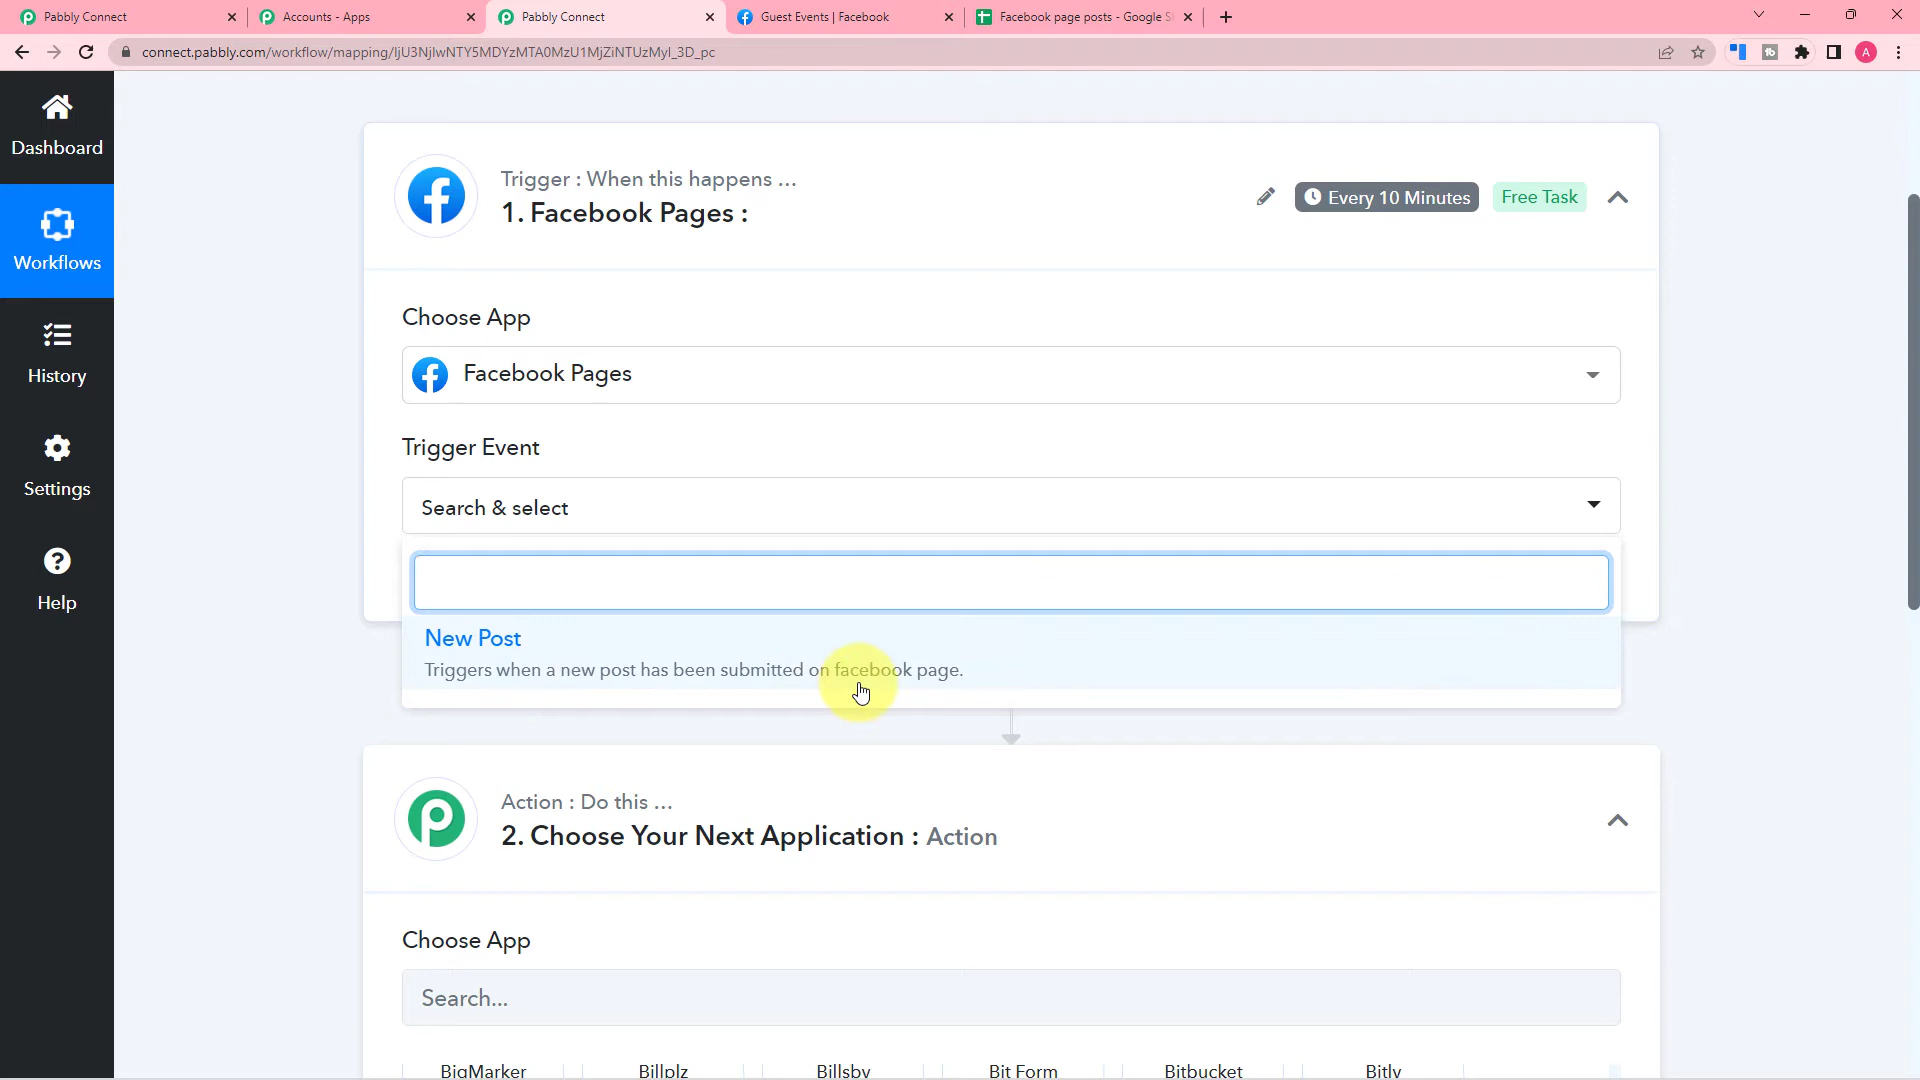 Pabbly Connect
Accounts - Apps
Pabbly Connect
Guest Events | Facebook
Facebook page posts - Google S
connect.pabbly.com/workflow/mapping/
A
Dashboard
Workflows
History
Settings
Help
Trigger : When this happens ...
1. Facebook Pages :
Every 10 Minutes
Free Task
Choose App
Facebook Pages
Trigger Event
Search & select
New Post
Triggers when a new post has been submitted on facebook page.
Action : Do this ...
2. Choose Your Next Application : Action
Choose App
Search...
BigMarker
Billplz
Billsby
Bit Form
Bitbucket
Bitly